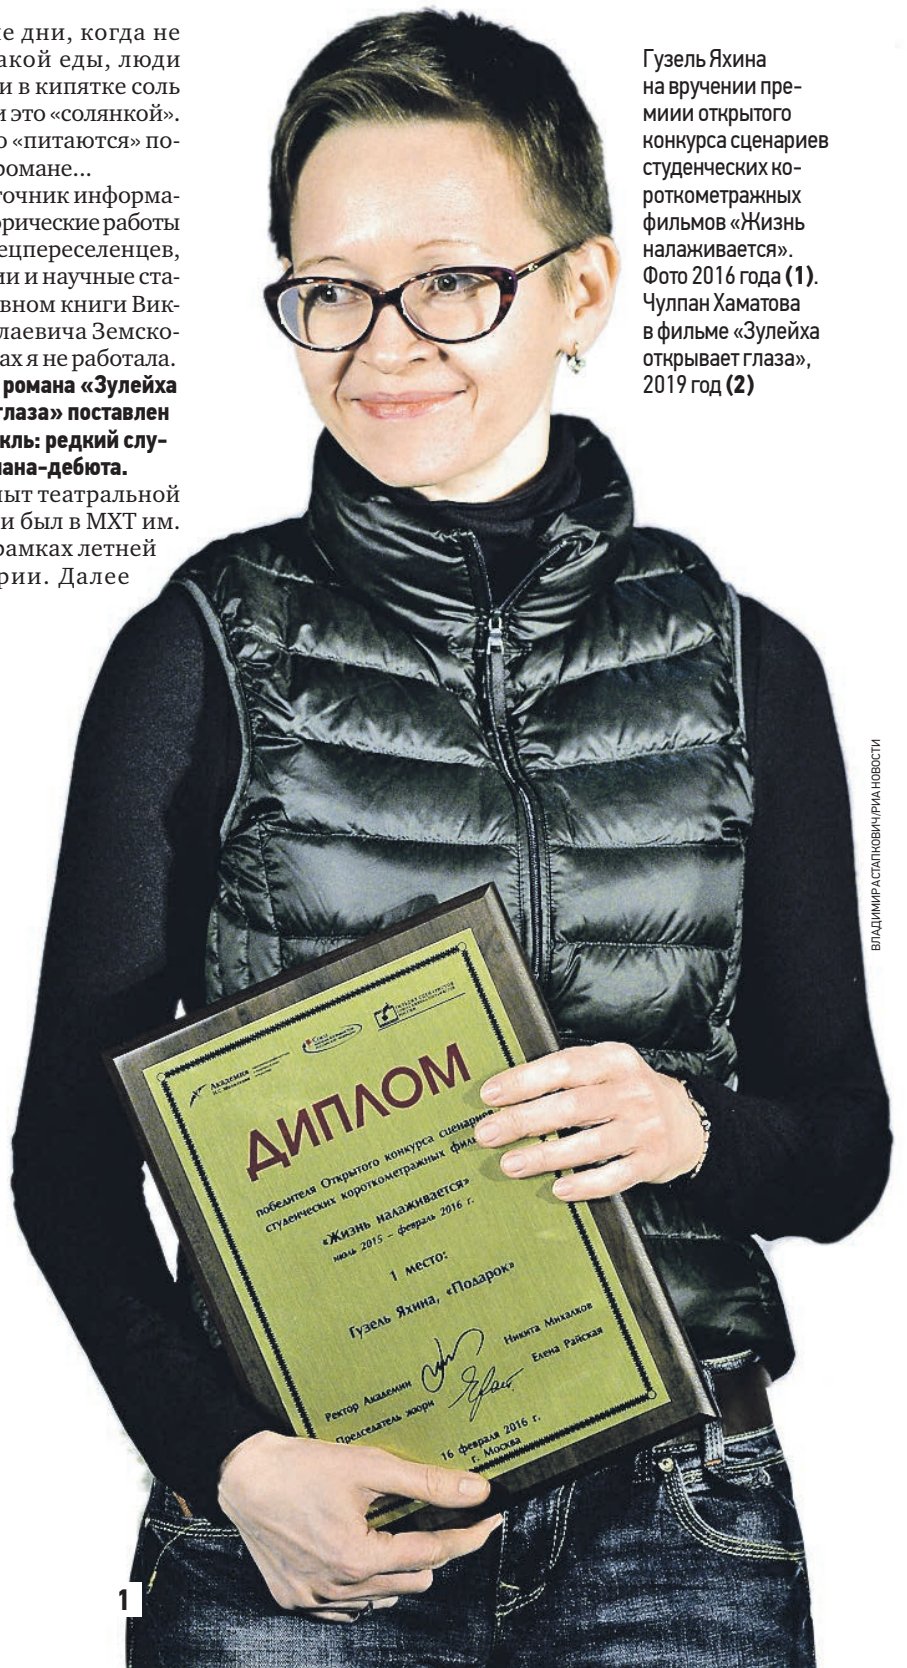 е дни, когда не
акой еды, люди
и в кипятке соль
и это «солянкой».
о «питаются» по-
романе...
точник информа-
орические работы
ецпереселенцев,
ии и научные ста-
вном книги Вик-
лаевича Земско-
ах я не работала.
романа «Зулейха
глаза» поставлен
кль: редкий слу-
мана-дебюта.
ыт театральной
и был в МХТ им.
рамках летней
рии. Далее
Гузель Яхина
на вручении пре-
миии открытого
конкурса сценариев
студенческих ко-
роткометражных
фильмов «Жизнь
налаживается».
Фото 2016 года (1).
Чулпан Хаматова
в фильме «Зулейха
открывает глаза»,
2019 год (2)
ВЛАДИМИР АСТАПКОВИЧ/РИА НОВОСТИ
Академия
Союз
ДИПЛОМ
победителя Открытого конкурса сценариев
студенческих короткометражных филь
«Жизнь налаживается»
июль 2015 – февраль 2016 г.
1 место:
Гузель Яхина, «Подарок»
Ректор Академии Никита Михалков
Председатель жюри Елена Райская
16 февраля 2016 г.
г. Москва
1